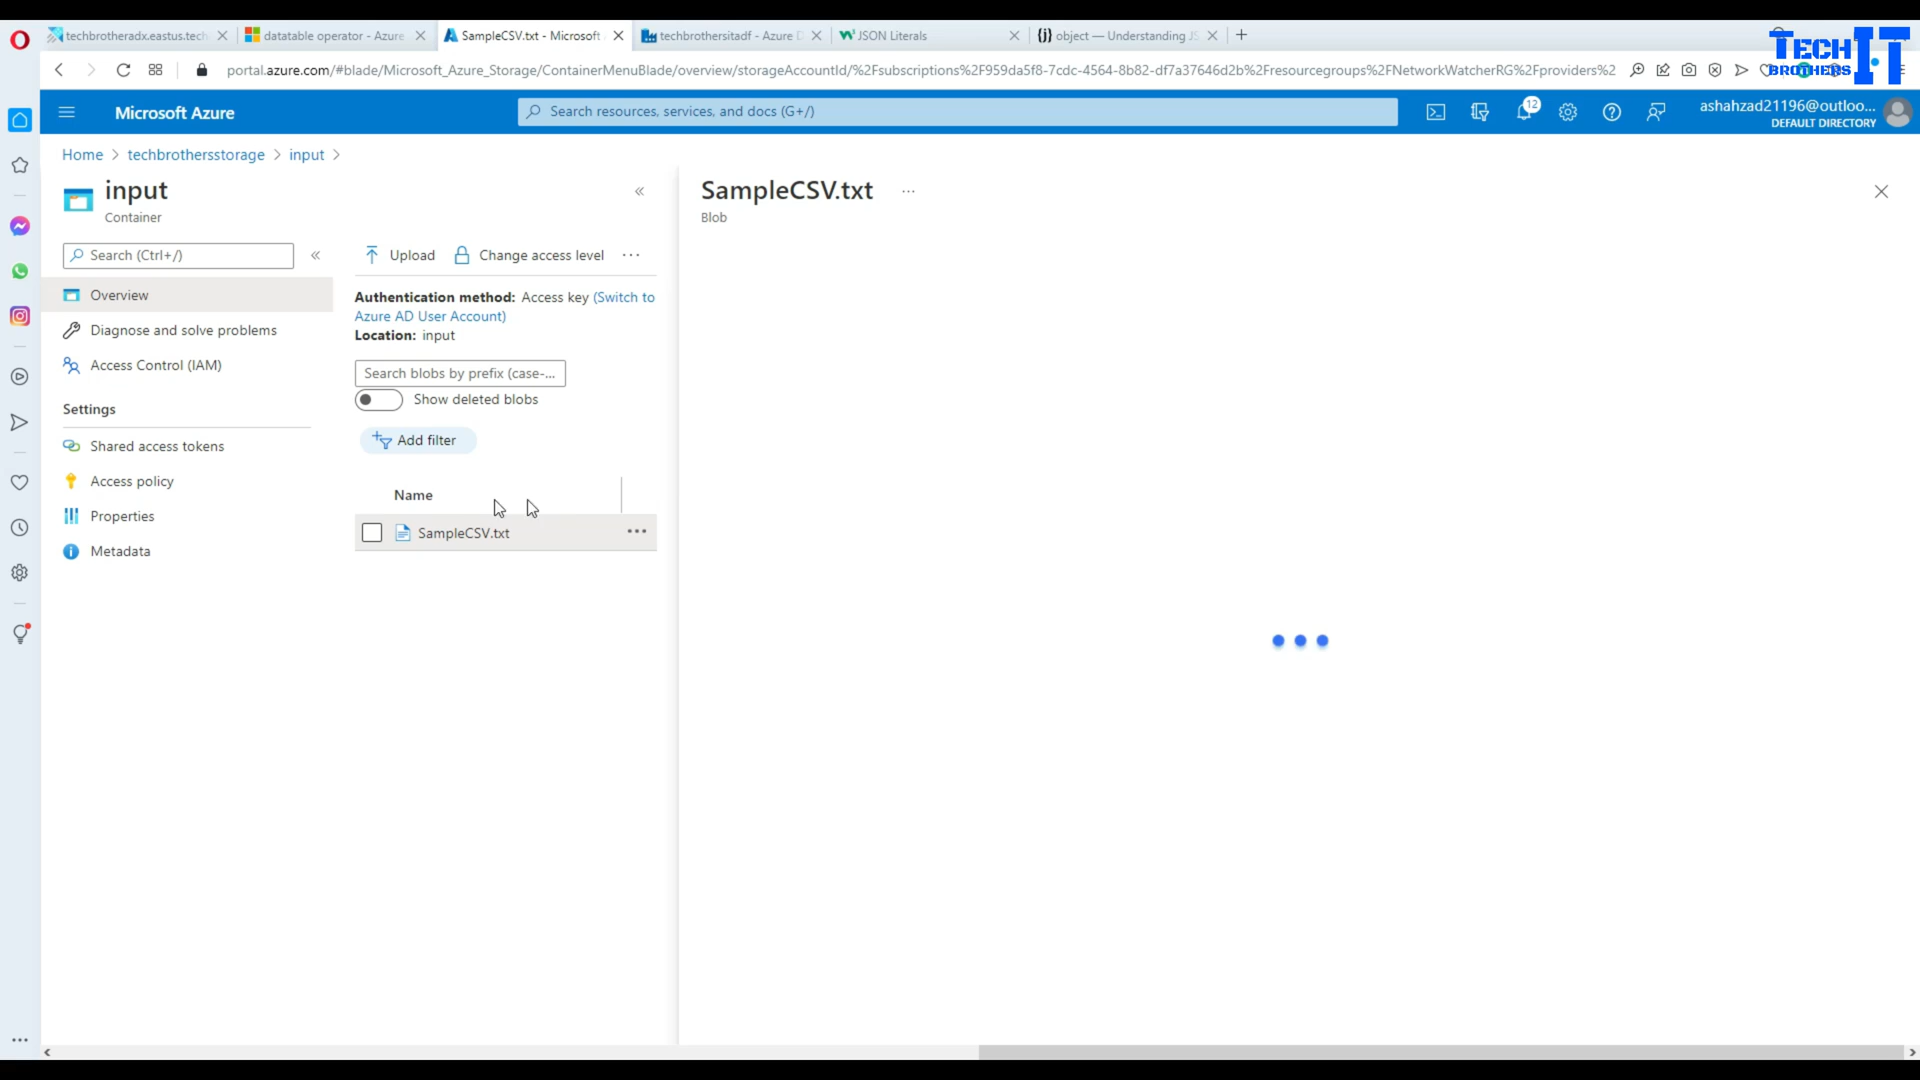 techbrotheradx.eastus.tech
datatable operator - Azure
SampleCSV.txt - Microsoft
techbrothersitadf - Azure D
JSON Literals
object — Understanding JS
TECH IT
BROTHERS
portal.azure.com/#blade/Microsoft_Azure_Storage/ContainerMenuBlade/overview/storageAccountId/%2Fsubscriptions%2F959da5f8-7cdc-4564-8b82-df7a37646d2b%2Fresourcegroups%2FNetworkWatcherRG%2Fproviders%2
Microsoft Azure
Search resources, services, and docs (G+/)
12
ashahzad21196@outloo...
DEFAULT DIRECTORY
Home > techbrothersstorage > input >
input
Container
SampleCSV.txt ...
Blob
Search (Ctrl+/)
Upload
Change access level
Overview
Diagnose and solve problems
Access Control (IAM)
Settings
Shared access tokens
Access policy
Properties
Metadata
Authentication method: Access key (Switch to
Azure AD User Account)
Location: input
Search blobs by prefix (case-...
Show deleted blobs
Add filter
Name
SampleCSV.txt